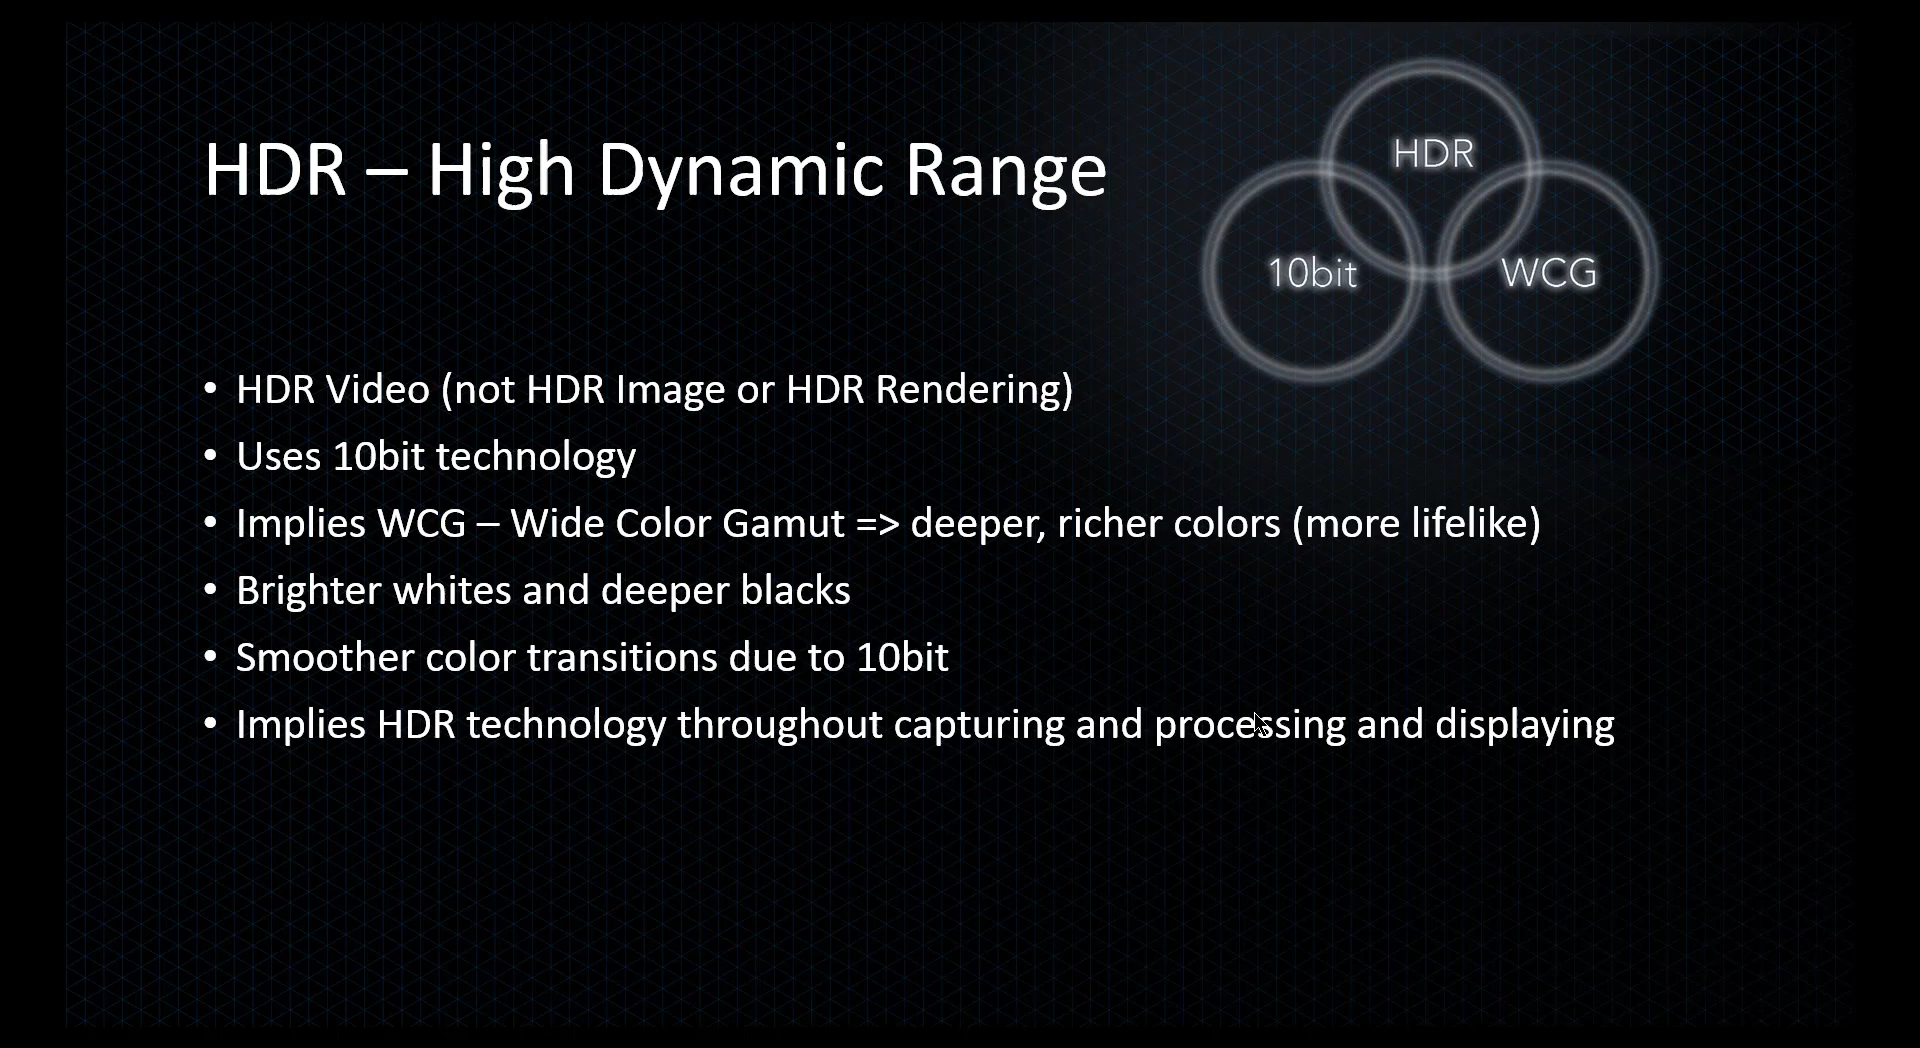 HDR – High Dynamic Range
HDR
10bit
WCG
• HDR Video (not HDR Image or HDR Rendering)
• Uses 10bit technology
• Implies WCG – Wide Color Gamut => deeper, richer colors (more lifelike)
• Brighter whites and deeper blacks
• Smoother color transitions due to 10bit
• Implies HDR technology throughout capturing and processing and displaying